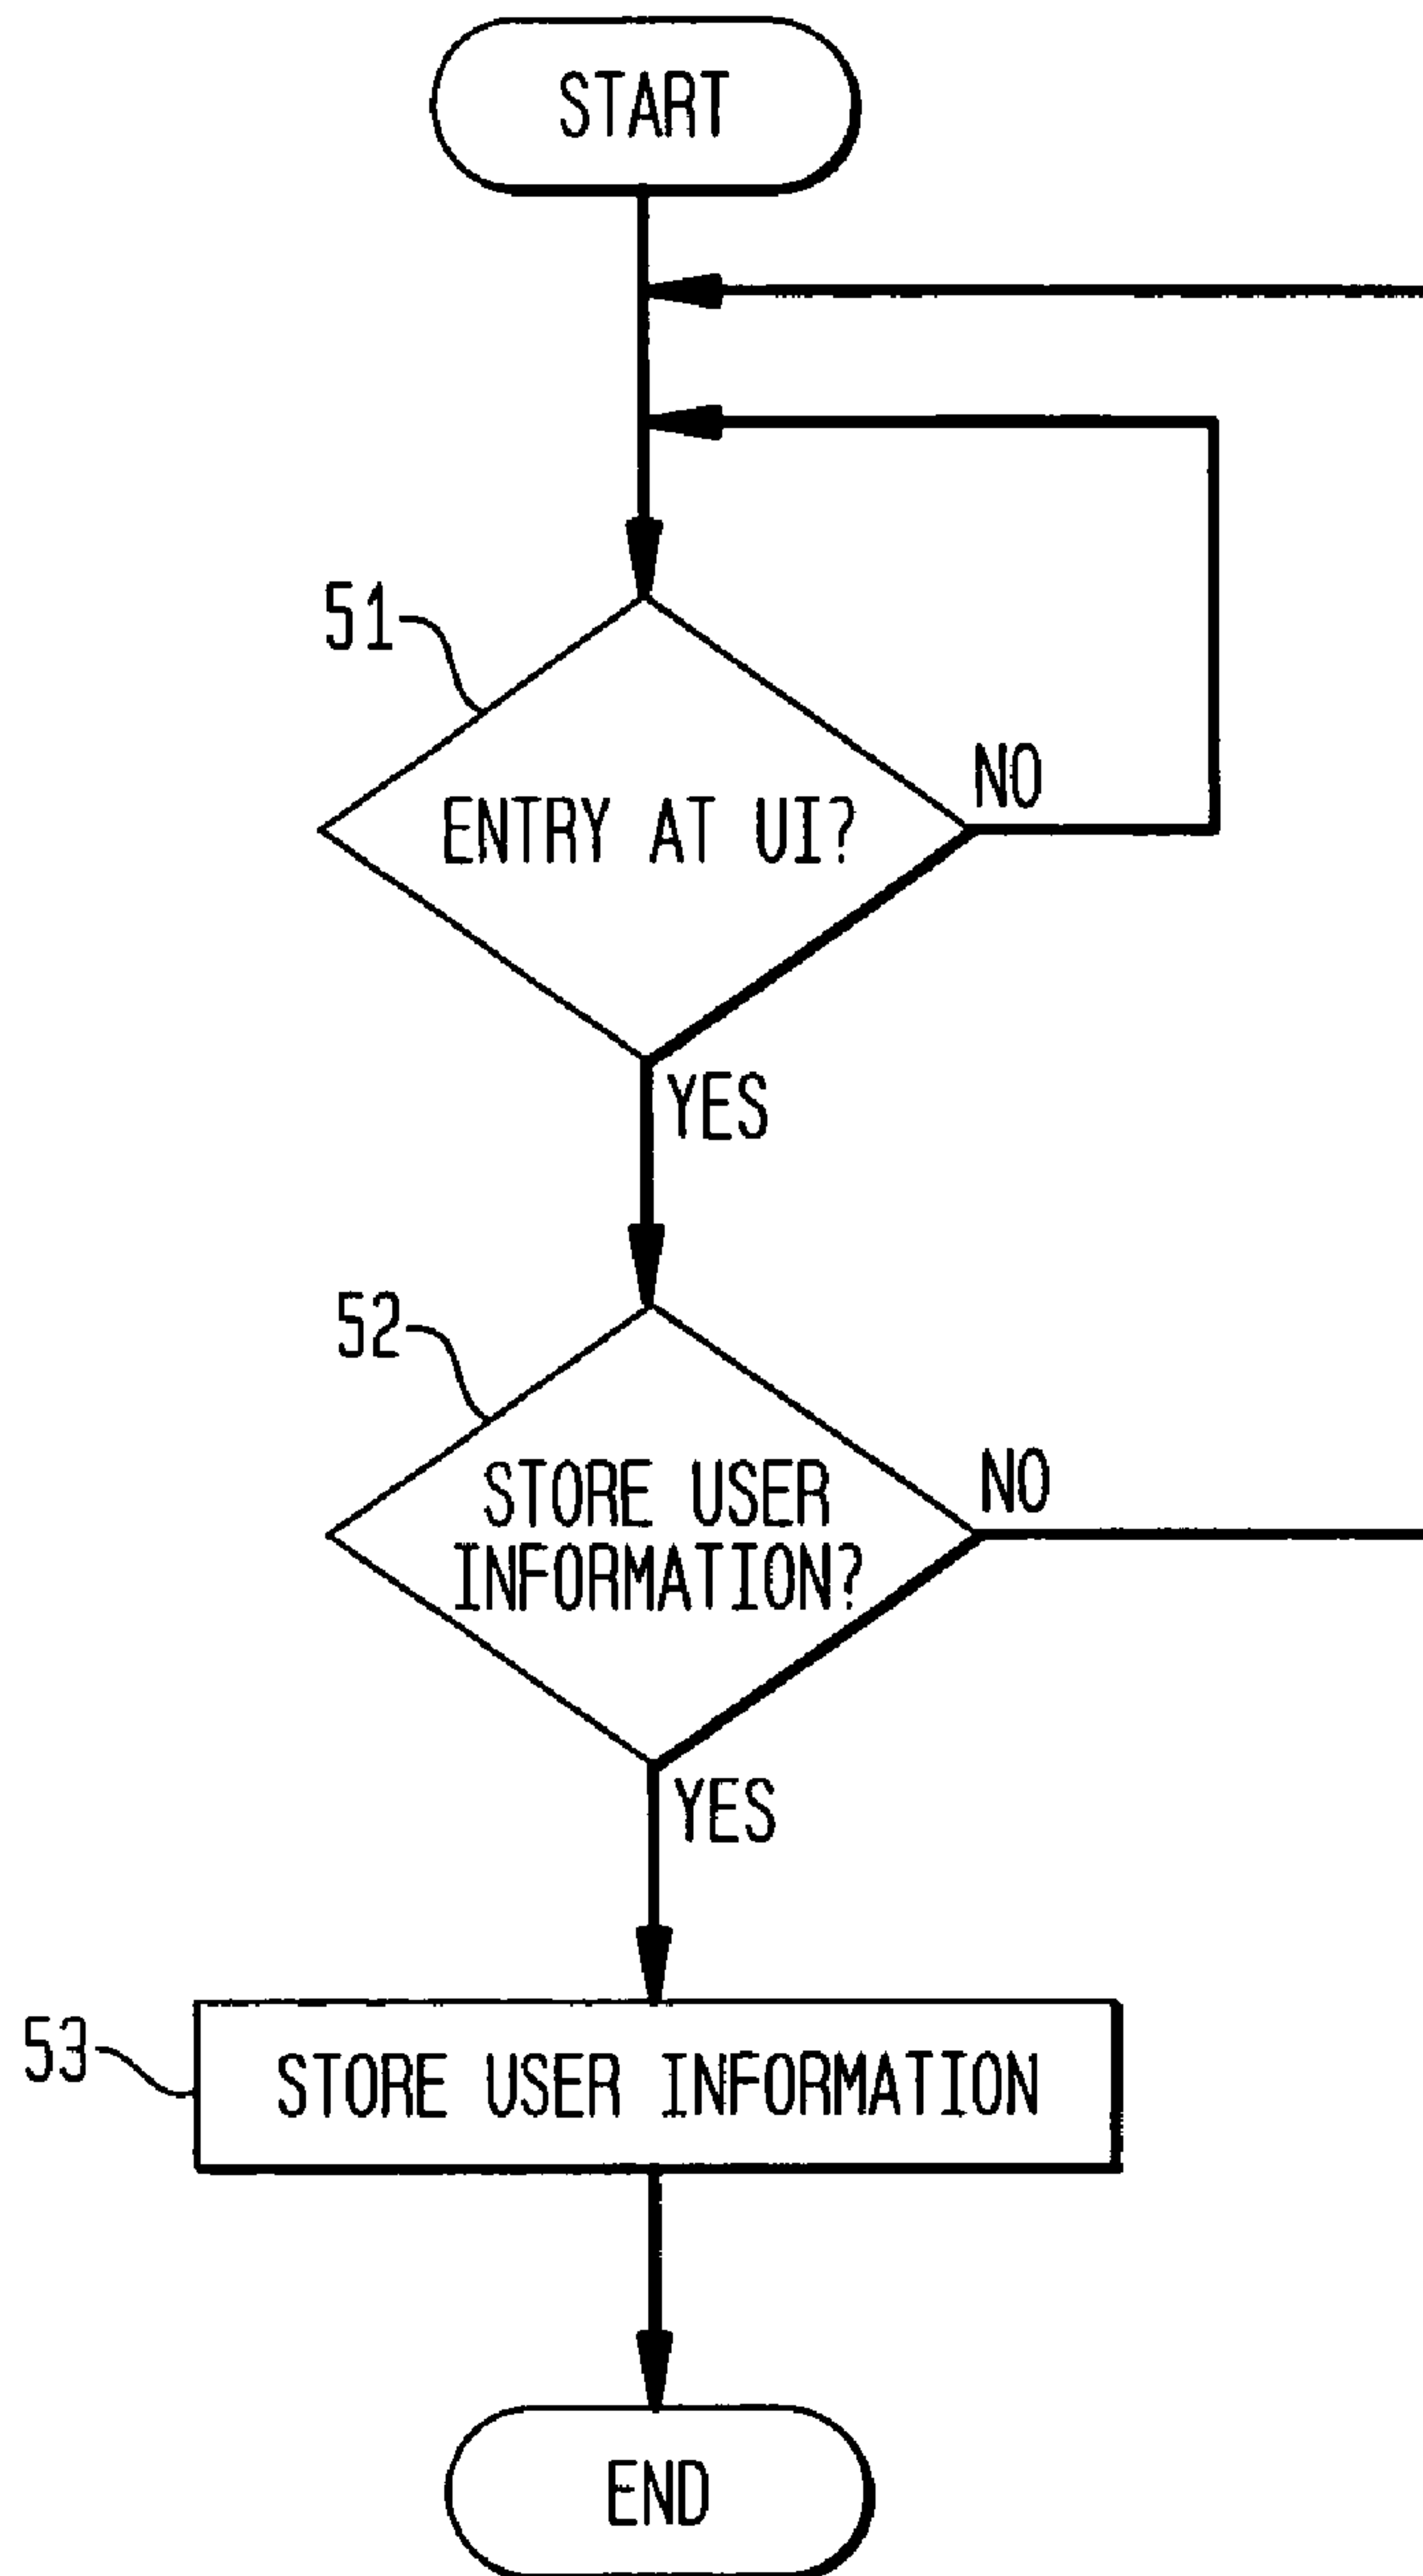 START
51
ENTRY AT UI?
NO
YES
52
STORE USER
INFORMATION?
NO
YES
53
STORE USER INFORMATION
END